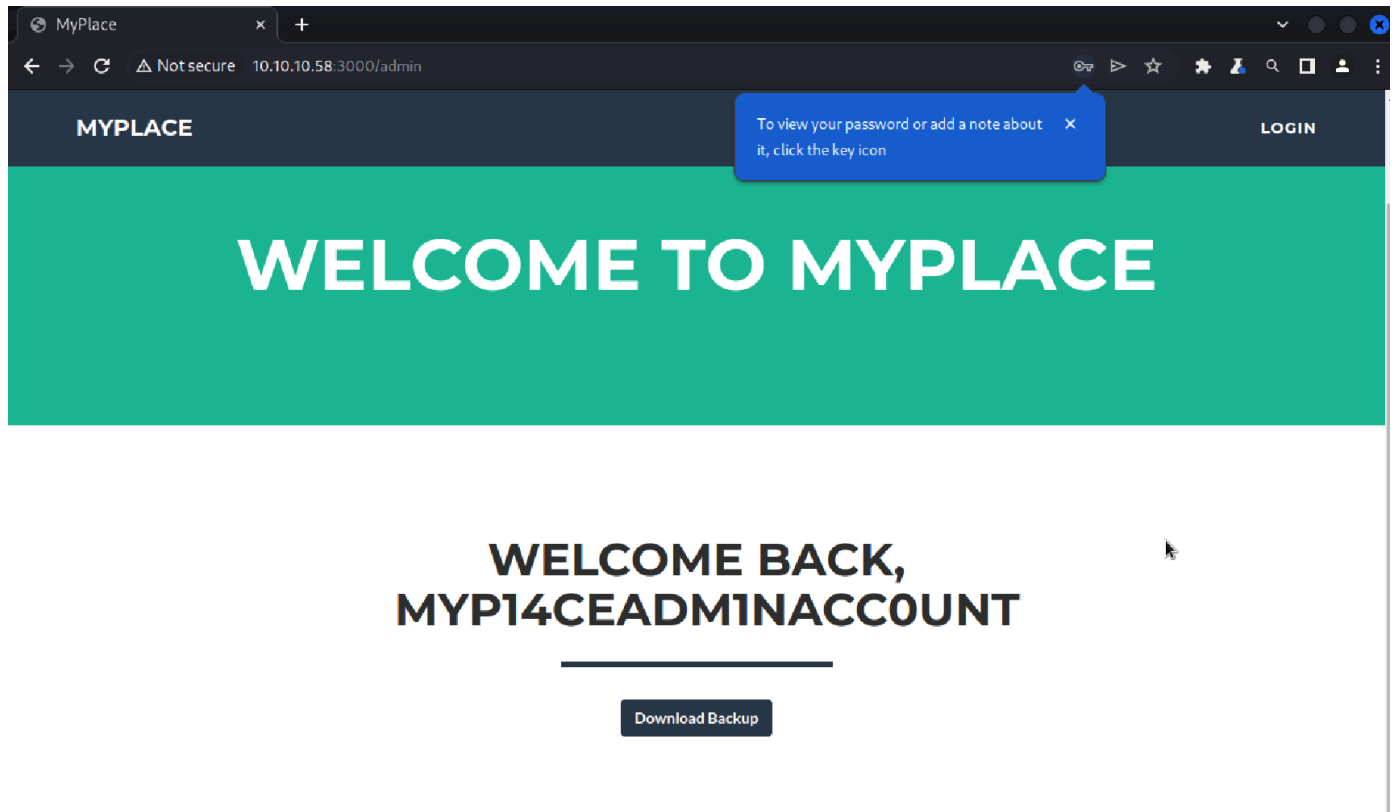 MyPlace
Not secure 10.10.10.58:3000/admin
MYPLACE
To view your password or add a note about
it, click the key icon
LOGIN
WELCOME TO MYPLACE
WELCOME BACK,
MYP14CEADM1NACC0UNT
Download Backup